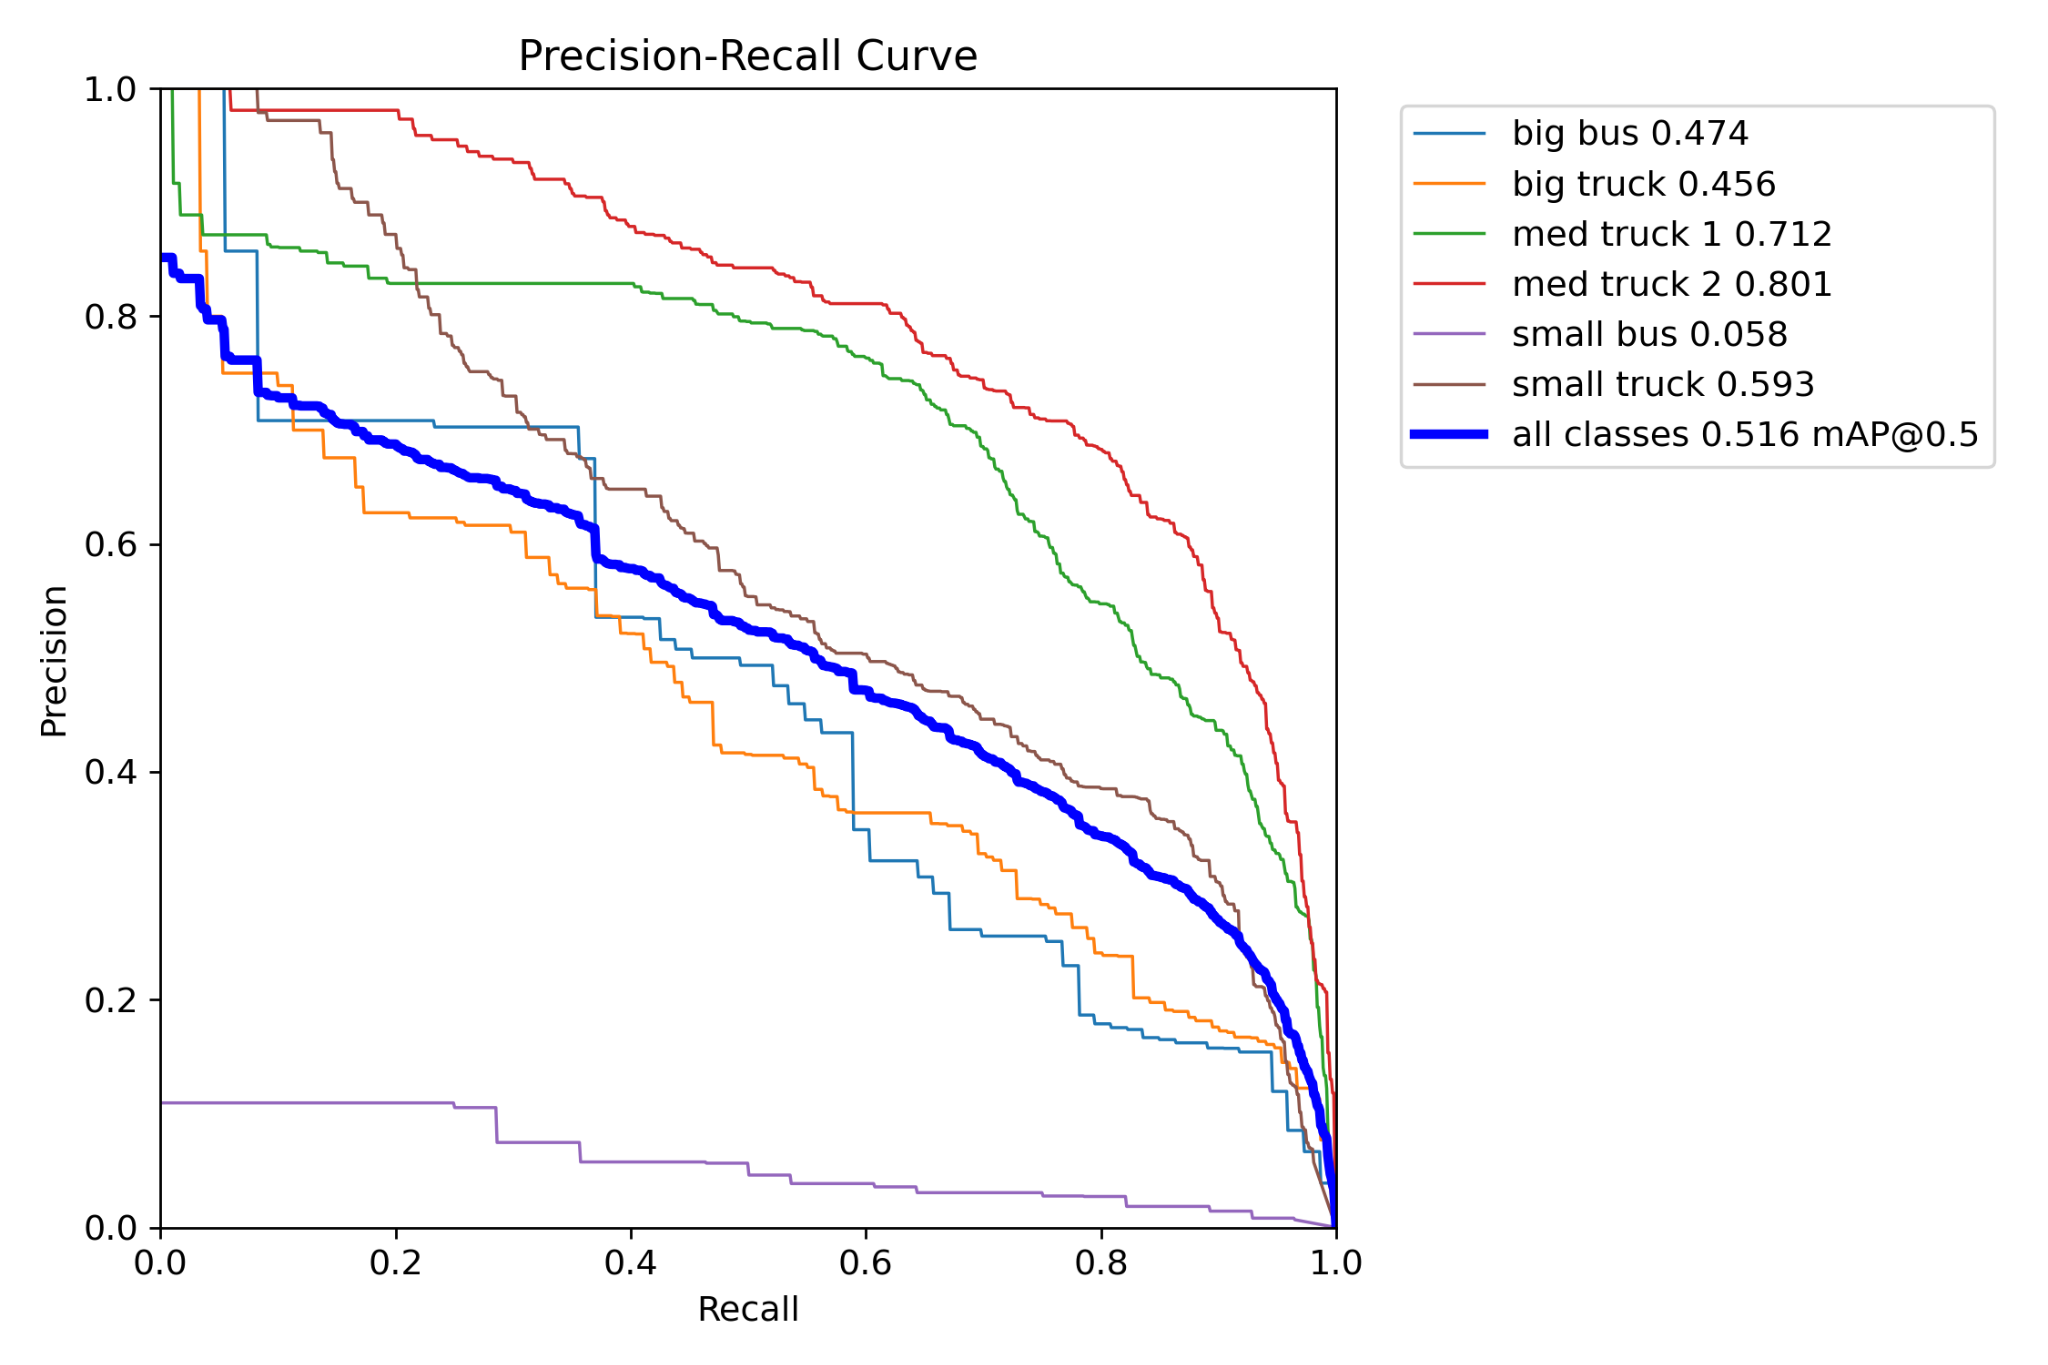 Precision-Recall Curve
1.0
0.8
0.6
0.4
0.2
0.0
Precision
0.0 0.2 0.4 0.6 0.8 1.0
Recall
big bus 0.474
big truck 0.456
med truck 1 0.712
med truck 2 0.801
small bus 0.058
small truck 0.593
all classes 0.516 mAP@0.5